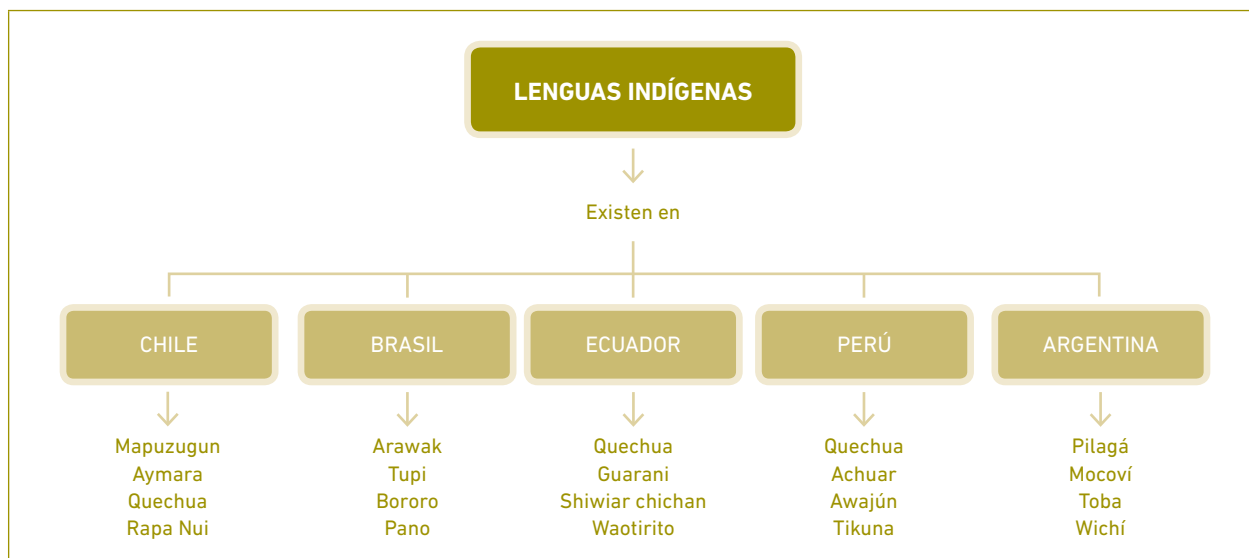 LENGUAS INDÍGENAS
Existen en
CHILE
BRASIL
ECUADOR
PERÚ
ARGENTINA
Mapuzugun
Aymara
Quechua
Rapa Nui
Arawak
Tupi
Bororo
Pano
Quechua
Guarani
Shiwiar chichan
Waotirito
Quechua
Achuar
Awajún
Tikuna
Pilagá
Mocoví
Toba
Wichí